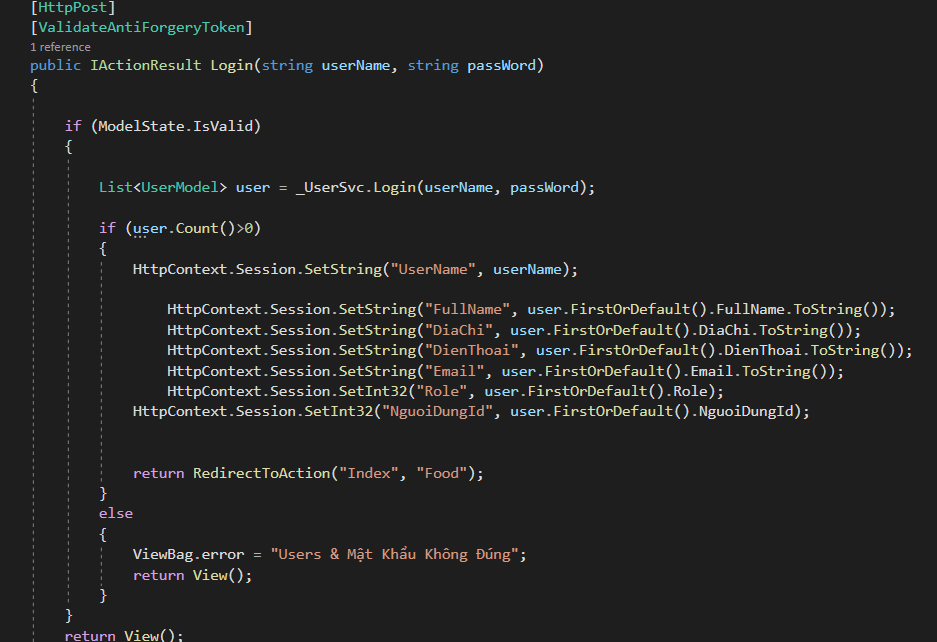 [HttpPost]
[ValidateAntiForgeryToken]
1 reference
public IActionResult Login(string userName, string passWord)
{
if (ModelState.IsValid)
{
List<UserModel> user = _UserSvc.Login(userName, passWord);
if (user.Count()>0)
{
HttpContext.Session.SetString("UserName", userName);
HttpContext.Session.SetString("FullName", user.FirstOrDefault().FullName.ToString());
HttpContext.Session.SetString("DiaChi", user.FirstOrDefault().DiaChi.ToString());
HttpContext.Session.SetString("DienThoai", user.FirstOrDefault().DienThoai.ToString());
HttpContext.Session.SetString("Email", user.FirstOrDefault().Email.ToString());
HttpContext.Session.SetInt32("Role", user.FirstOrDefault().Role);
HttpContext.Session.SetInt32("NguoiDungId", user.FirstOrDefault().NguoiDungId);
return RedirectToAction("Index", "Food");
}
else
{
ViewBag.error = "Users & Mật Khẩu Không Đúng";
return View();
}
}
return View();